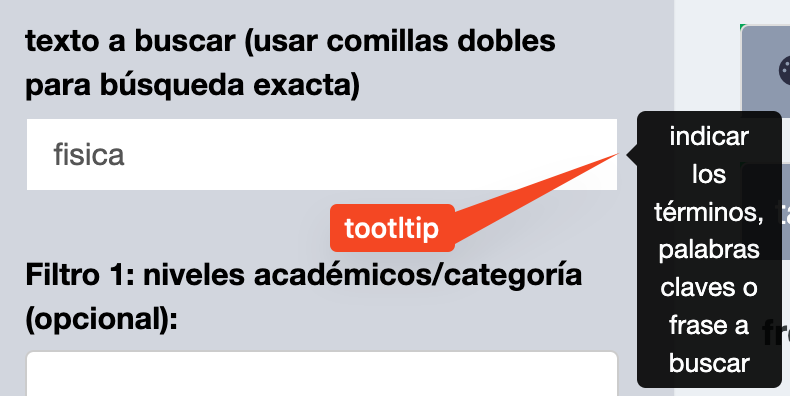 texto a buscar (usar comillas dobles
para búsqueda exacta)
fisica
indicar
los
términos,
palabras
claves o
frase a
buscar
tootltip
Filtro 1: niveles académicos/categoría
(opcional):